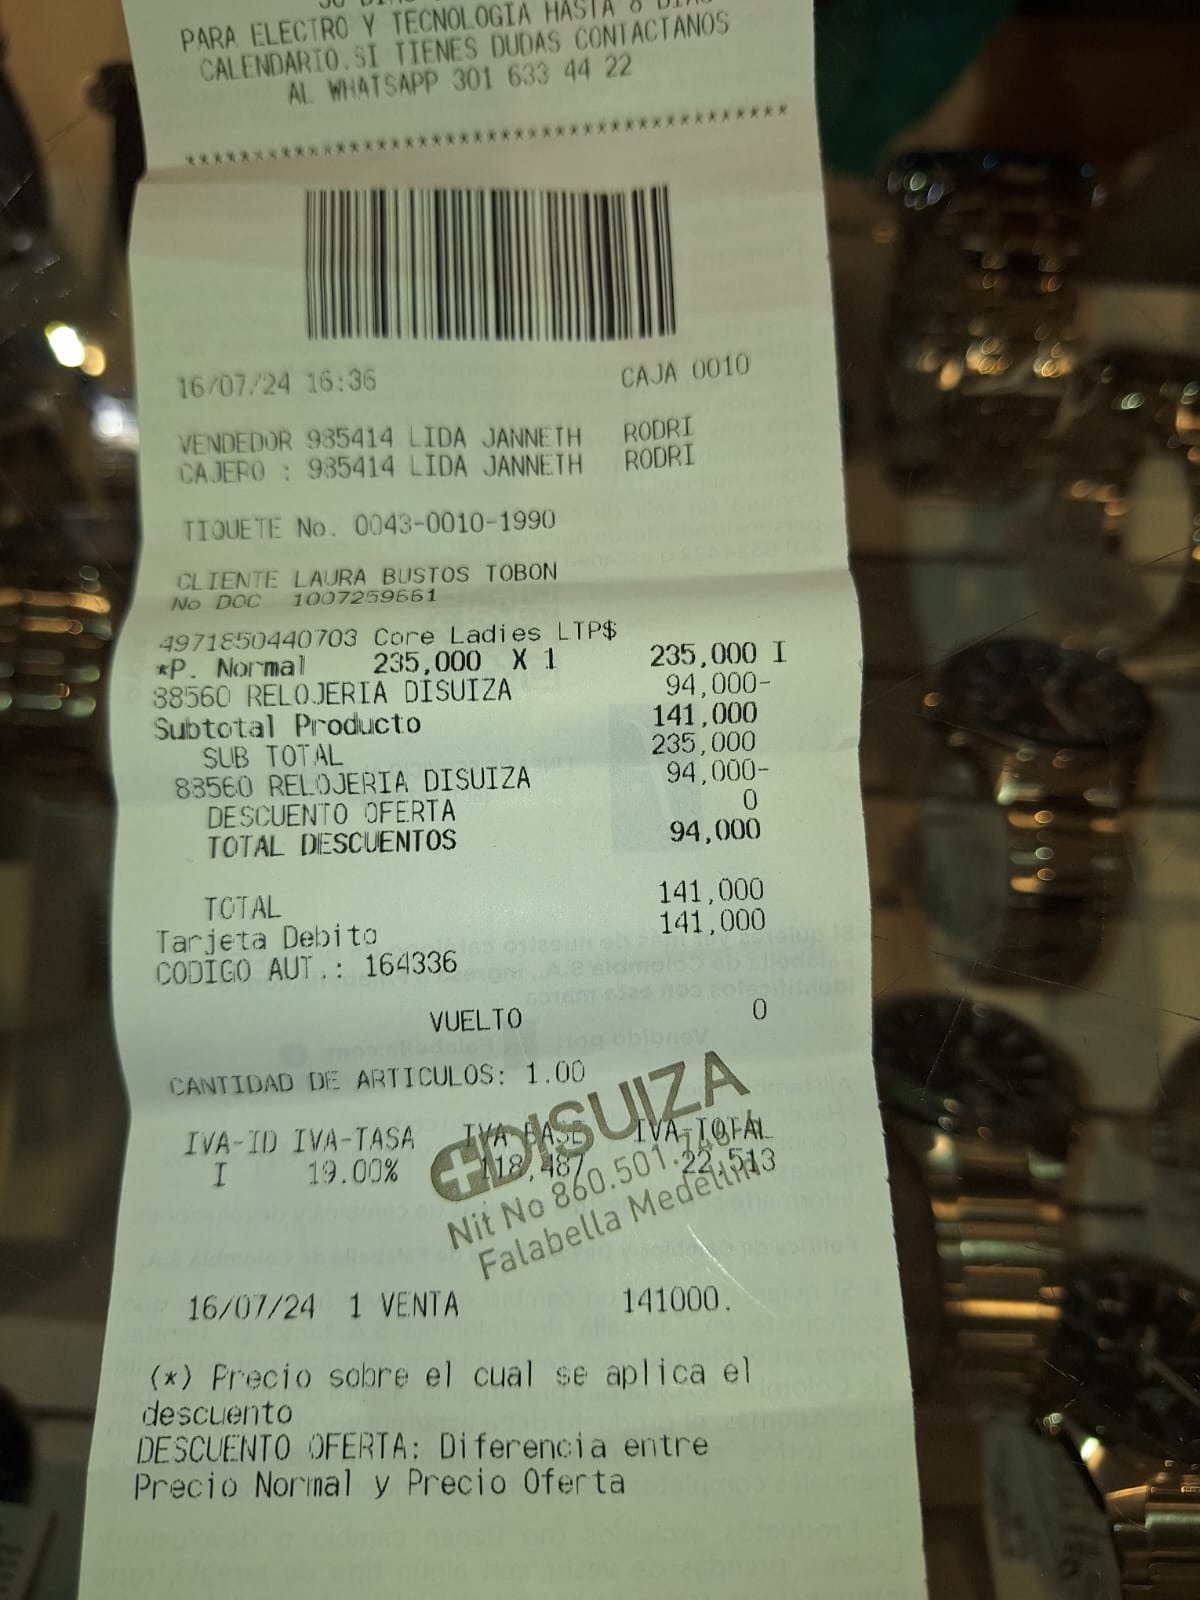 PARA ELECTRO Y TECNOLOGIA HASTA 8
CALENDARIO.SI TIENES DUDAS CONTACTANOS
AL WHATSAPP 301 633 44 22
*********************************************
16/07/24 16:36 CAJA 0010
VENDEDOR 985414 LIDA JANNETH RODRI
CAJERO : 985414 LIDA JANNETH RODRI
TIQUETE No. 0043-0010-1990
CLIENTE LAURA BUSTOS TOBON
No DOC 1007259661
4971850440703 Core Ladies LTP$
*P. Normal 235,000 X 1 235,000 I
88560 RELOJERIA DISUIZA 94,000-
Subtotal Producto 141,000
SUB TOTAL 235,000
88560 RELOJERIA DISUIZA 94,000-
DESCUENTO OFERTA 0
TOTAL DESCUENTOS 94,000
TOTAL 141,000
Tarjeta Debito 141,000
CODIGO AUT.: 164336
VUELTO 0
CANTIDAD DE ARTICULOS: 1.00
IVA-ID IVA-TASA IVA-BASE IVA-TOTAL
I 19.00% 118,487 22,513
DISUIZA
Nit No 860.501.
Falabella Medellin
16/07/24 1 VENTA 141000.
(*) Precio sobre el cual se aplica el
descuento
DESCUENTO OFERTA: Diferencia entre
Precio Normal y Precio Oferta